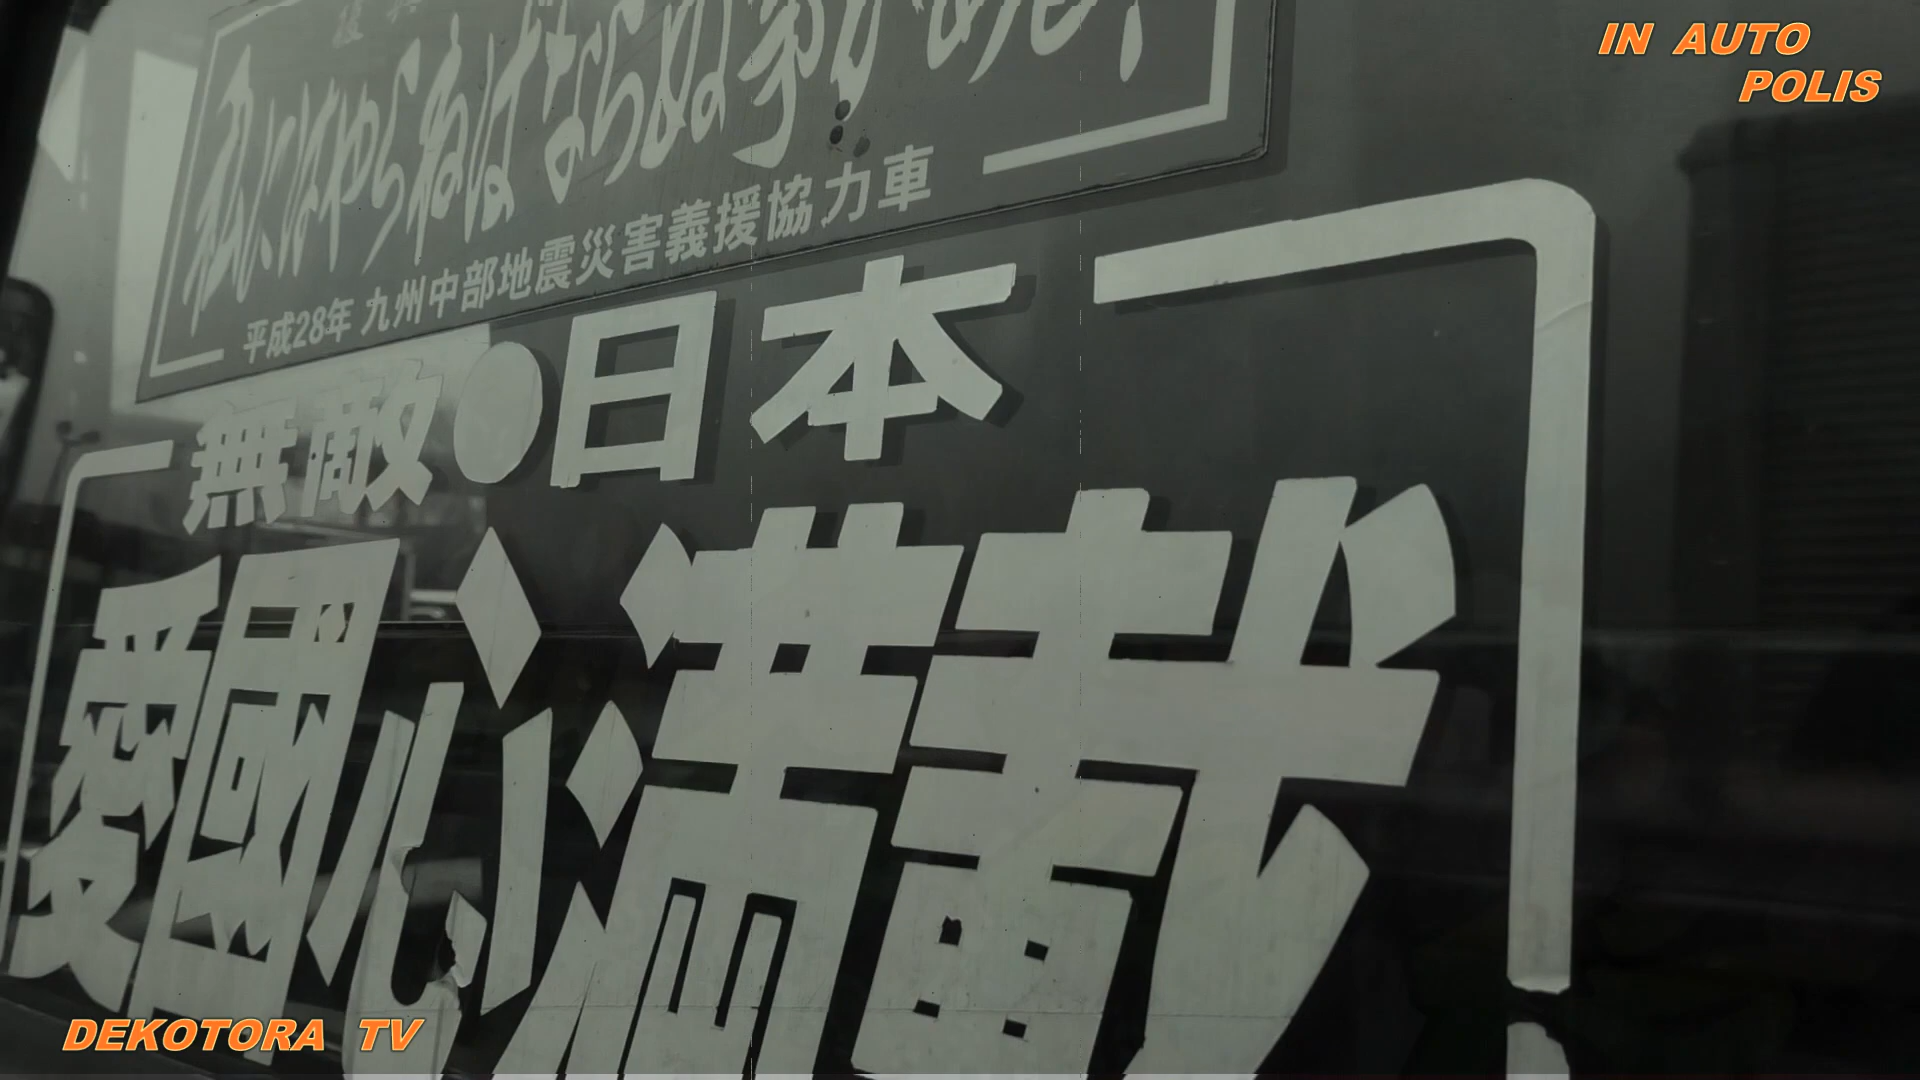 IN AUTO
POLIS
復興
私にはやらねばならぬ事がある!
平成28年 九州中部地震災害義援協力車
無敵●日本
愛國心満載
DEKOTORA TV